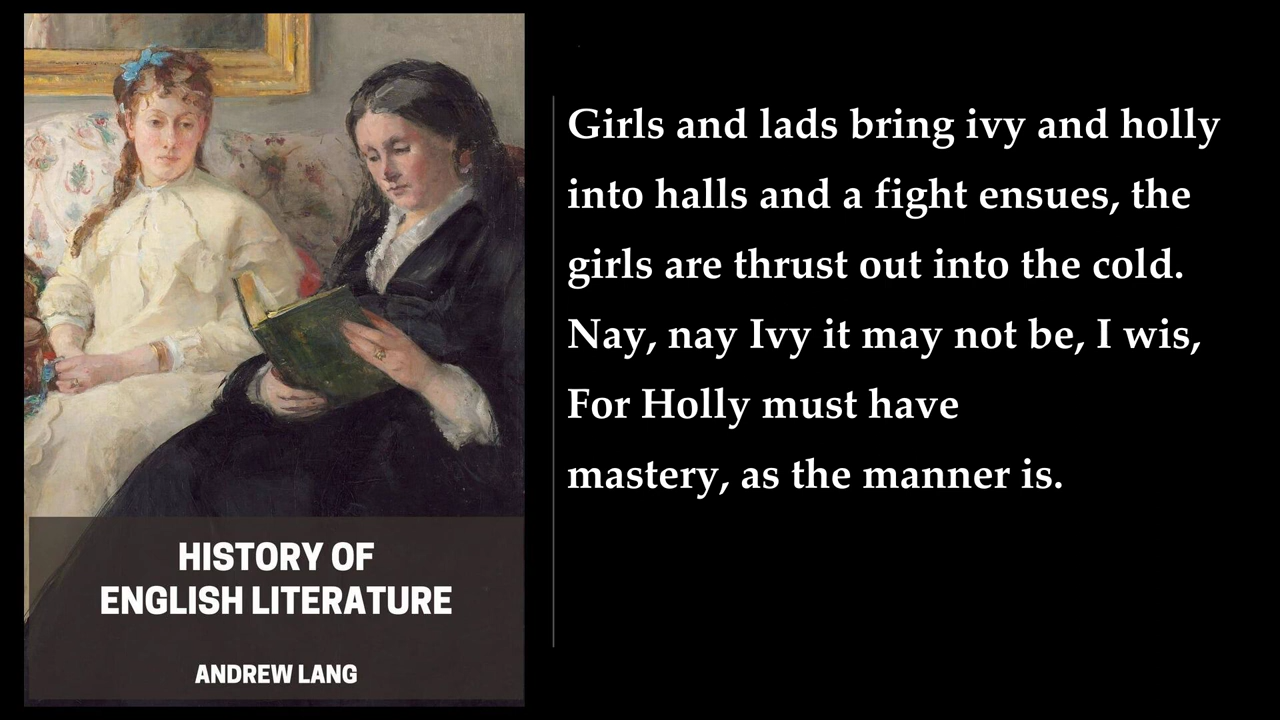 HISTORY OF
ENGLISH LITERATURE
ANDREW LANG
Girls and lads bring ivy and holly
into halls and a fight ensues, the
girls are thrust out into the cold.
Nay, nay Ivy it may not be, I wis,
For Holly must have
mastery, as the manner is.